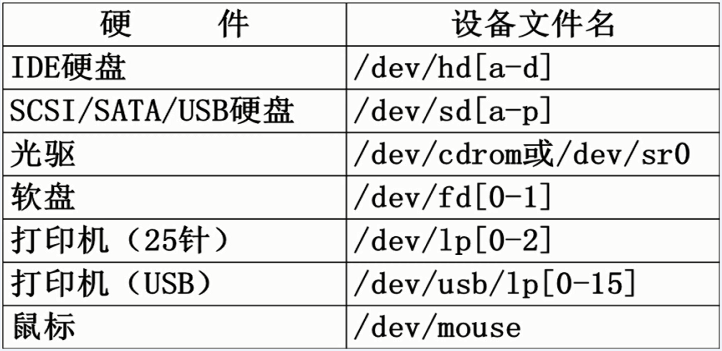 硬 件 设备文件名
IDE硬盘 /dev/hd[a-d]
SCSI/SATA/USB硬盘 /dev/sd[a-p]
光驱 /dev/cdrom或/dev/sr0
软盘 /dev/fd[0-1]
打印机（25针） /dev/lp[0-2]
打印机（USB） /dev/usb/lp[0-15]
鼠标 /dev/mouse